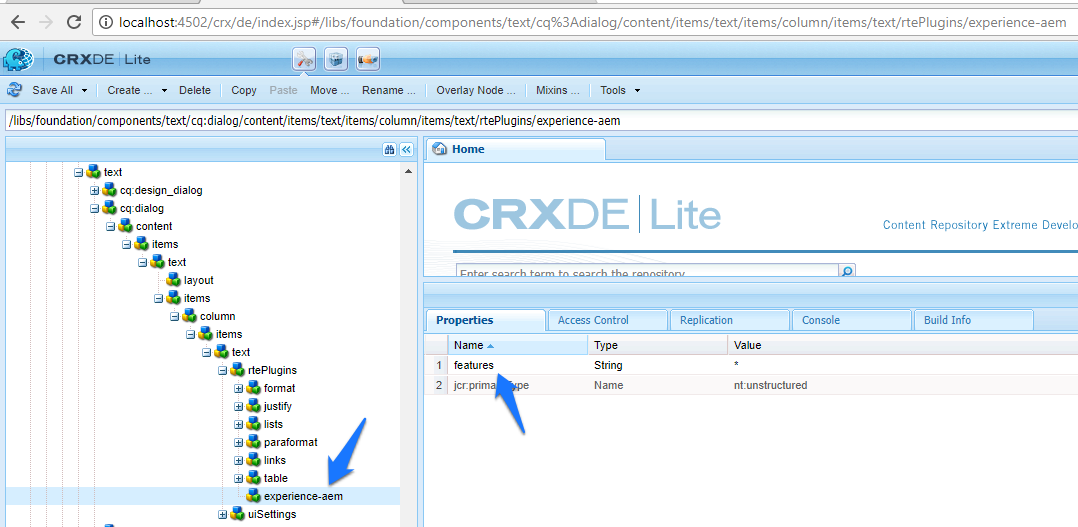 localhost:4502/crx/de/index.jsp#/libs/foundation/components/text/cq%3Adialog/content/items/text/items/column/items/text/rtePlugins/experience-aem
CRXDE | Lite
Save All Create ... Delete Copy Paste Move ... Rename ... Overlay Node ... Mixins ... Tools
/libs/foundation/components/text/cq:dialog/content/items/text/items/column/items/text/rtePlugins/experience-aem
text
cq:design_dialog
cq:dialog
content
items
text
layout
items
column
items
text
rtePlugins
format
justify
lists
paraformat
links
table
experience-aem
uiSettings
Home
CRXDE | Lite
Content Repository Extreme Develo
Enter search term to search the repository
Properties Access Control Replication Console Build Info
Name Type Value
1 features String *
2 jcr:primaryType Name nt:unstructured